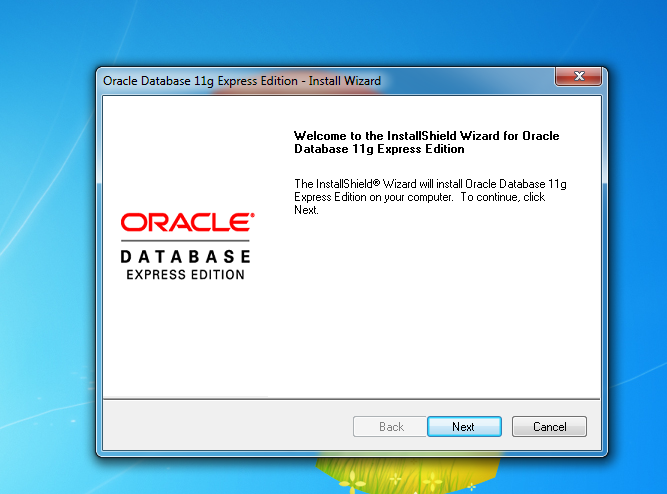 Oracle Database 11g Express Edition - Install Wizard
Welcome to the InstallShield Wizard for Oracle
Database 11g Express Edition
The InstallShield® Wizard will install Oracle Database 11g
Express Edition on your computer. To continue, click
Next.
ORACLE®
DATABASE
EXPRESS EDITION
Back
Next
Cancel